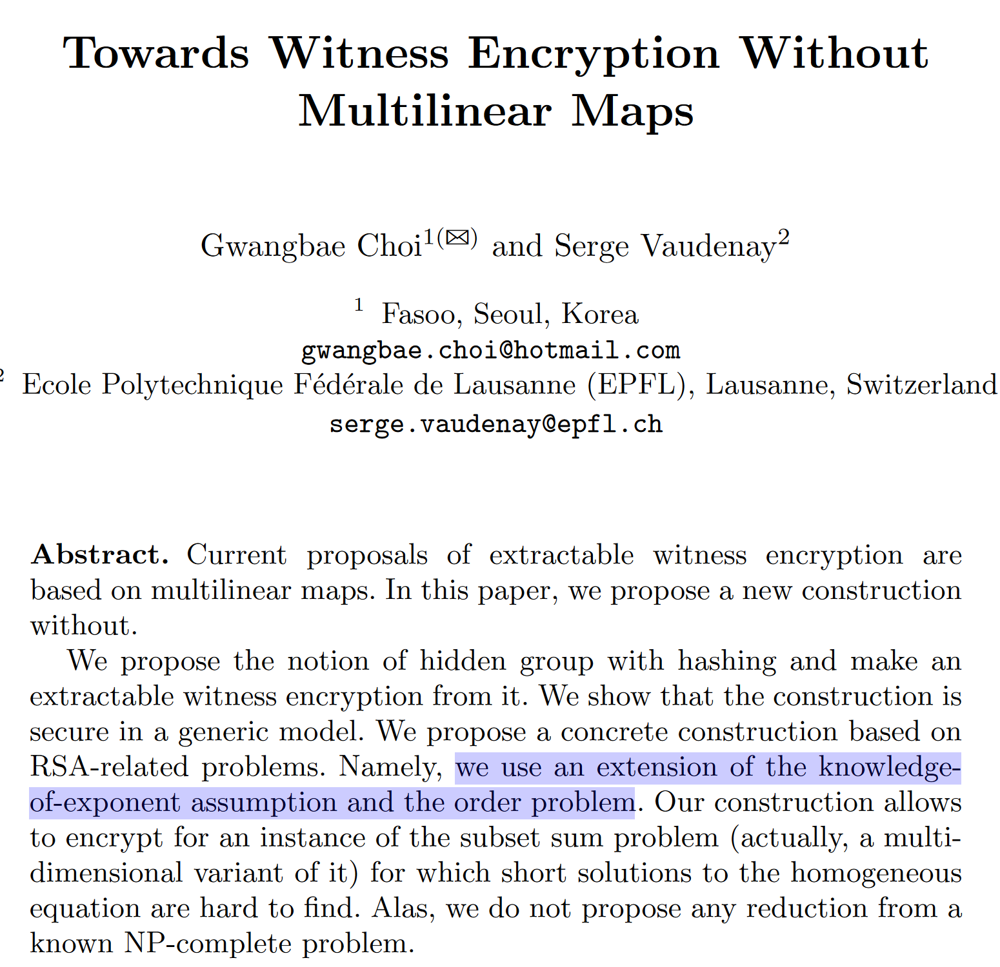 Towards Witness Encryption Without
Multilinear Maps
Gwangbae Choi1(✉) and Serge Vaudenay2
1 Fasoo, Seoul, Korea
gwangbae.choi@hotmail.com
2 Ecole Polytechnique Fédérale de Lausanne (EPFL), Lausanne, Switzerland
serge.vaudenay@epfl.ch
Abstract. Current proposals of extractable witness encryption are
based on multilinear maps. In this paper, we propose a new construction
without.
We propose the notion of hidden group with hashing and make an
extractable witness encryption from it. We show that the construction is
secure in a generic model. We propose a concrete construction based on
RSA-related problems. Namely, we use an extension of the knowledge-
of-exponent assumption and the order problem. Our construction allows
to encrypt for an instance of the subset sum problem (actually, a multi-
dimensional variant of it) for which short solutions to the homogeneous
equation are hard to find. Alas, we do not propose any reduction from a
known NP-complete problem.